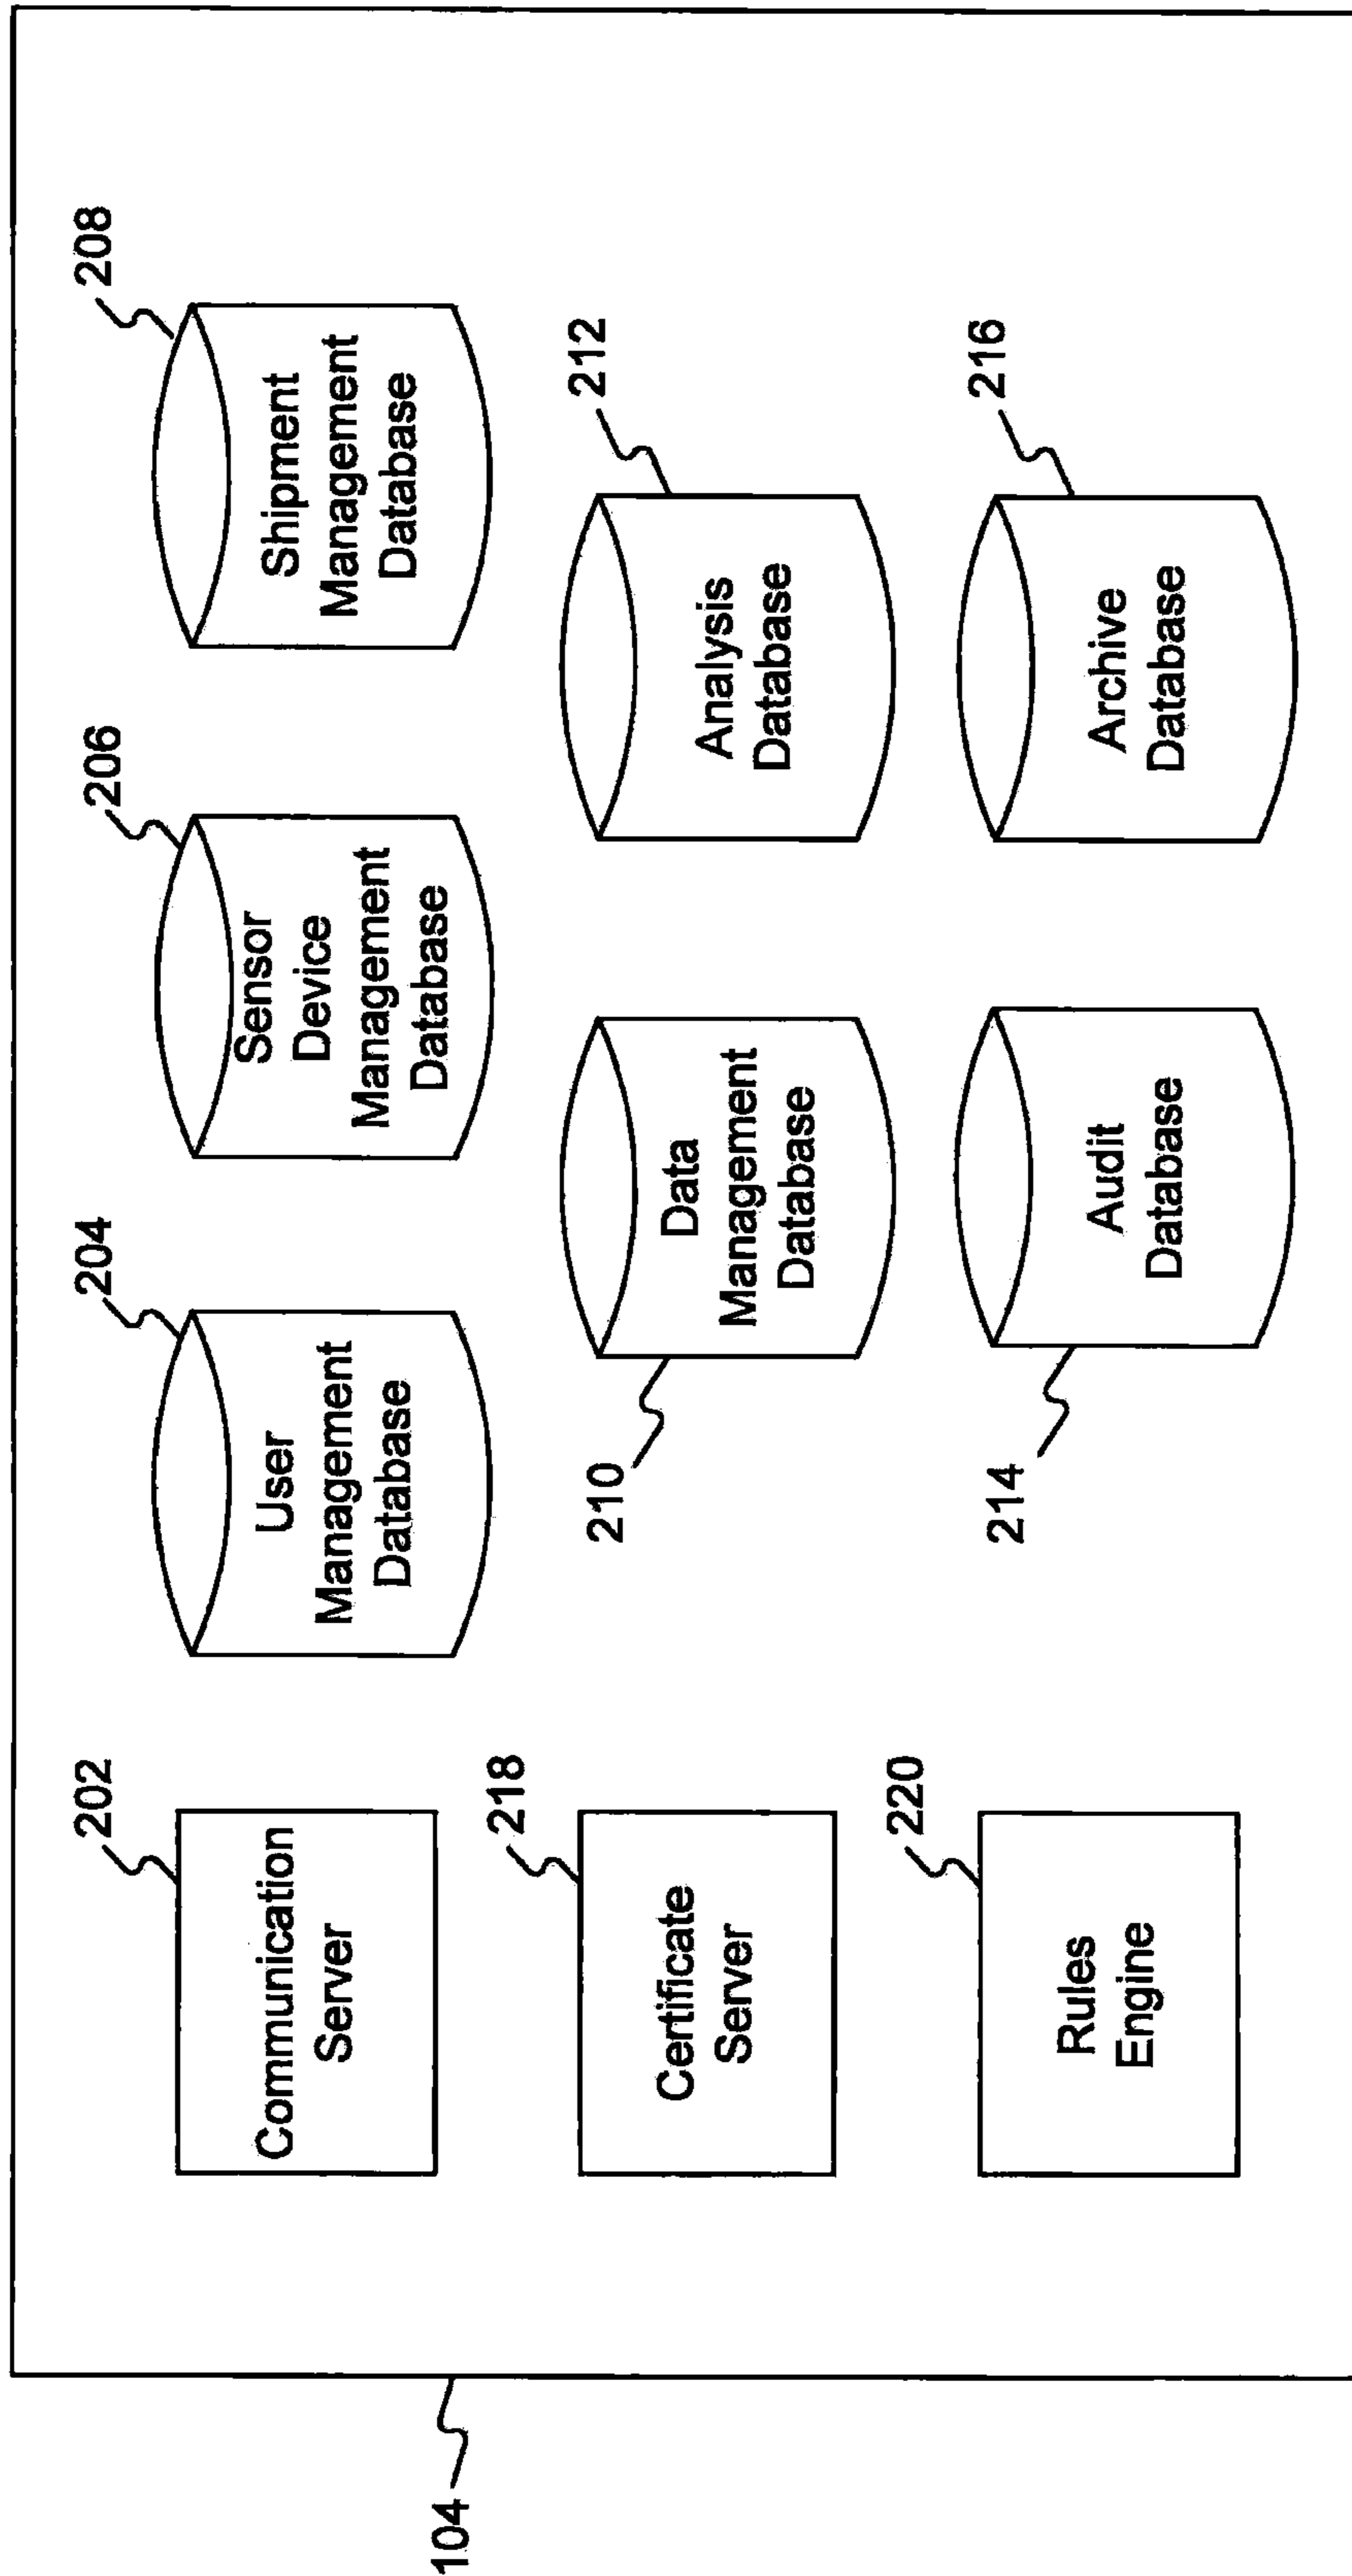 202
Communication
Server
204
User
Management
Database
206
Sensor
Device
Management
Database
208
Shipment
Management
Database
218
Certificate
Server
210
Data
Management
Database
212
Analysis
Database
220
Rules
Engine
214
Audit
Database
216
Archive
Database
104